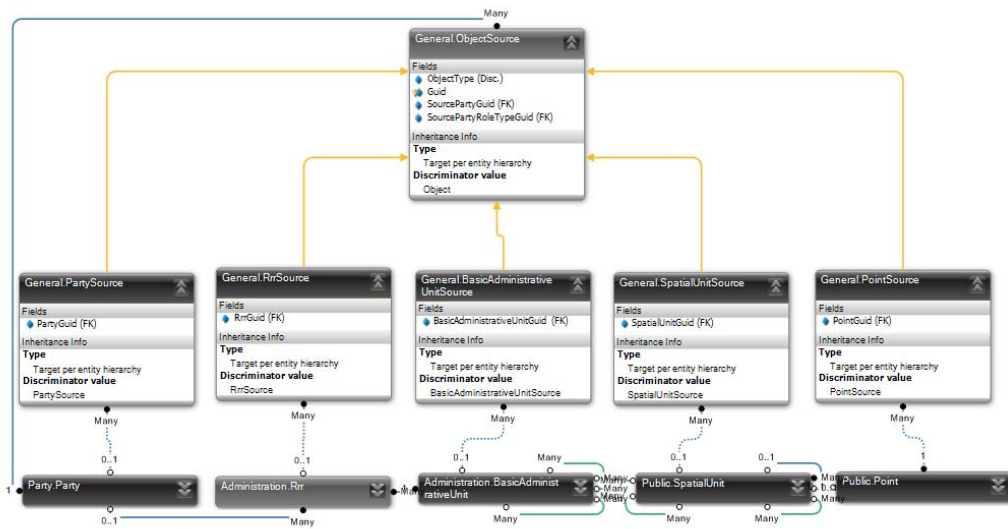 Many
General.ObjectSource
Fields
ObjectType (Disc.)
Guid
SourcePartyGuid (FK)
SourcePartyRoleTypeGuid (FK)
Inheritance Info
Type
Target per entity hierarchy
Discriminator value
Object
General.PartySource
Fields
PartyGuid (FK)
Inheritance Info
Type
Target per entity hierarchy
Discriminator value
PartySource
Many
General.RrrSource
Fields
RrrGuid (FK)
Inheritance Info
Type
Target per entity hierarchy
Discriminator value
RrrSource
Many
General.BasicAdministrative
UnitSource
Fields
BasicAdministrativeUnitGuid (FK)
Inheritance Info
Type
Target per entity hierarchy
Discriminator value
BasicAdministrativeUnitSource
Many
General.SpatialUnitSource
Fields
SpatialUnitGuid (FK)
Inheritance Info
Type
Target per entity hierarchy
Discriminator value
SpatialUnitSource
Many
General.PointSource
Fields
PointGuid (FK)
Inheritance Info
Type
Target per entity hierarchy
Discriminator value
PointSource
Many
0..1
0..1
0..1
Many
0..1
0..1
1
1
Party.Party
Administration.Rrr
Many
Administration.BasicAdminist
rativeUnit
Many
Many
Many
Many
Many
Public.SpatialUnit
Many
Many
Public.Point
0..1
Many
Many
Many
Many